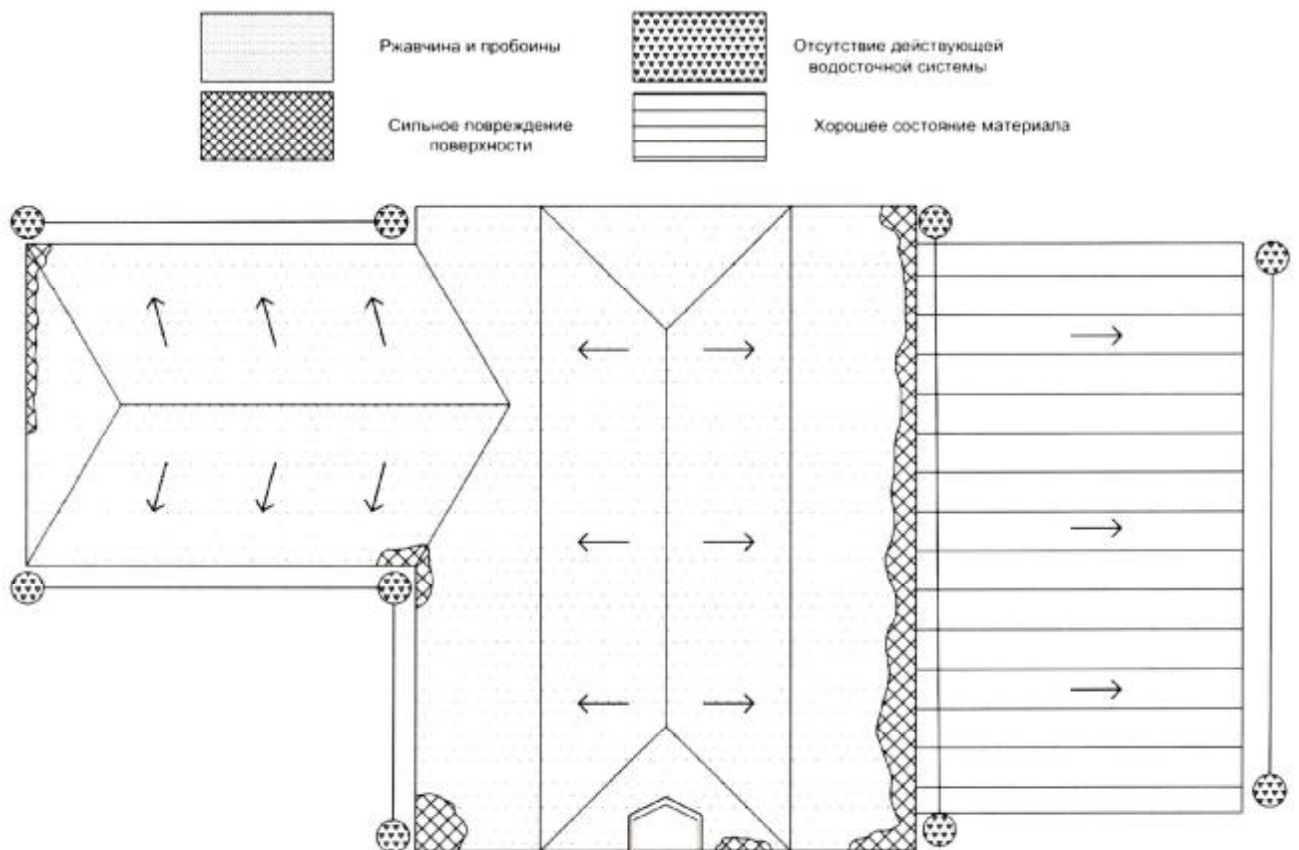 Ржавчина и пробоины
Отсутствие действующей
водосточной системы
Сильное повреждение
поверхности
Хорошее состояние материала